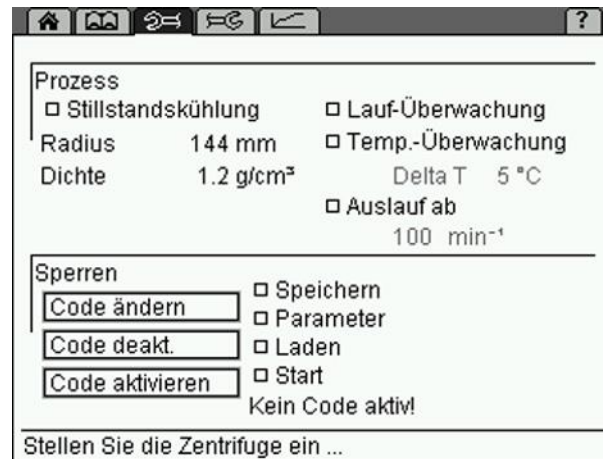 ?
Prozess
Stillstandskühlung
Lauf-Überwachung
Radius 144 mm
Temp.-Überwachung
Dichte 1.2 g/cm³
Delta T 5 °C
Auslauf ab
100 min⁻¹
Sperren
Code ändern
Speichern
Parameter
Code deakt.
Laden
Code aktivieren
Start
Kein Code aktiv!
Stellen Sie die Zentrifuge ein ...